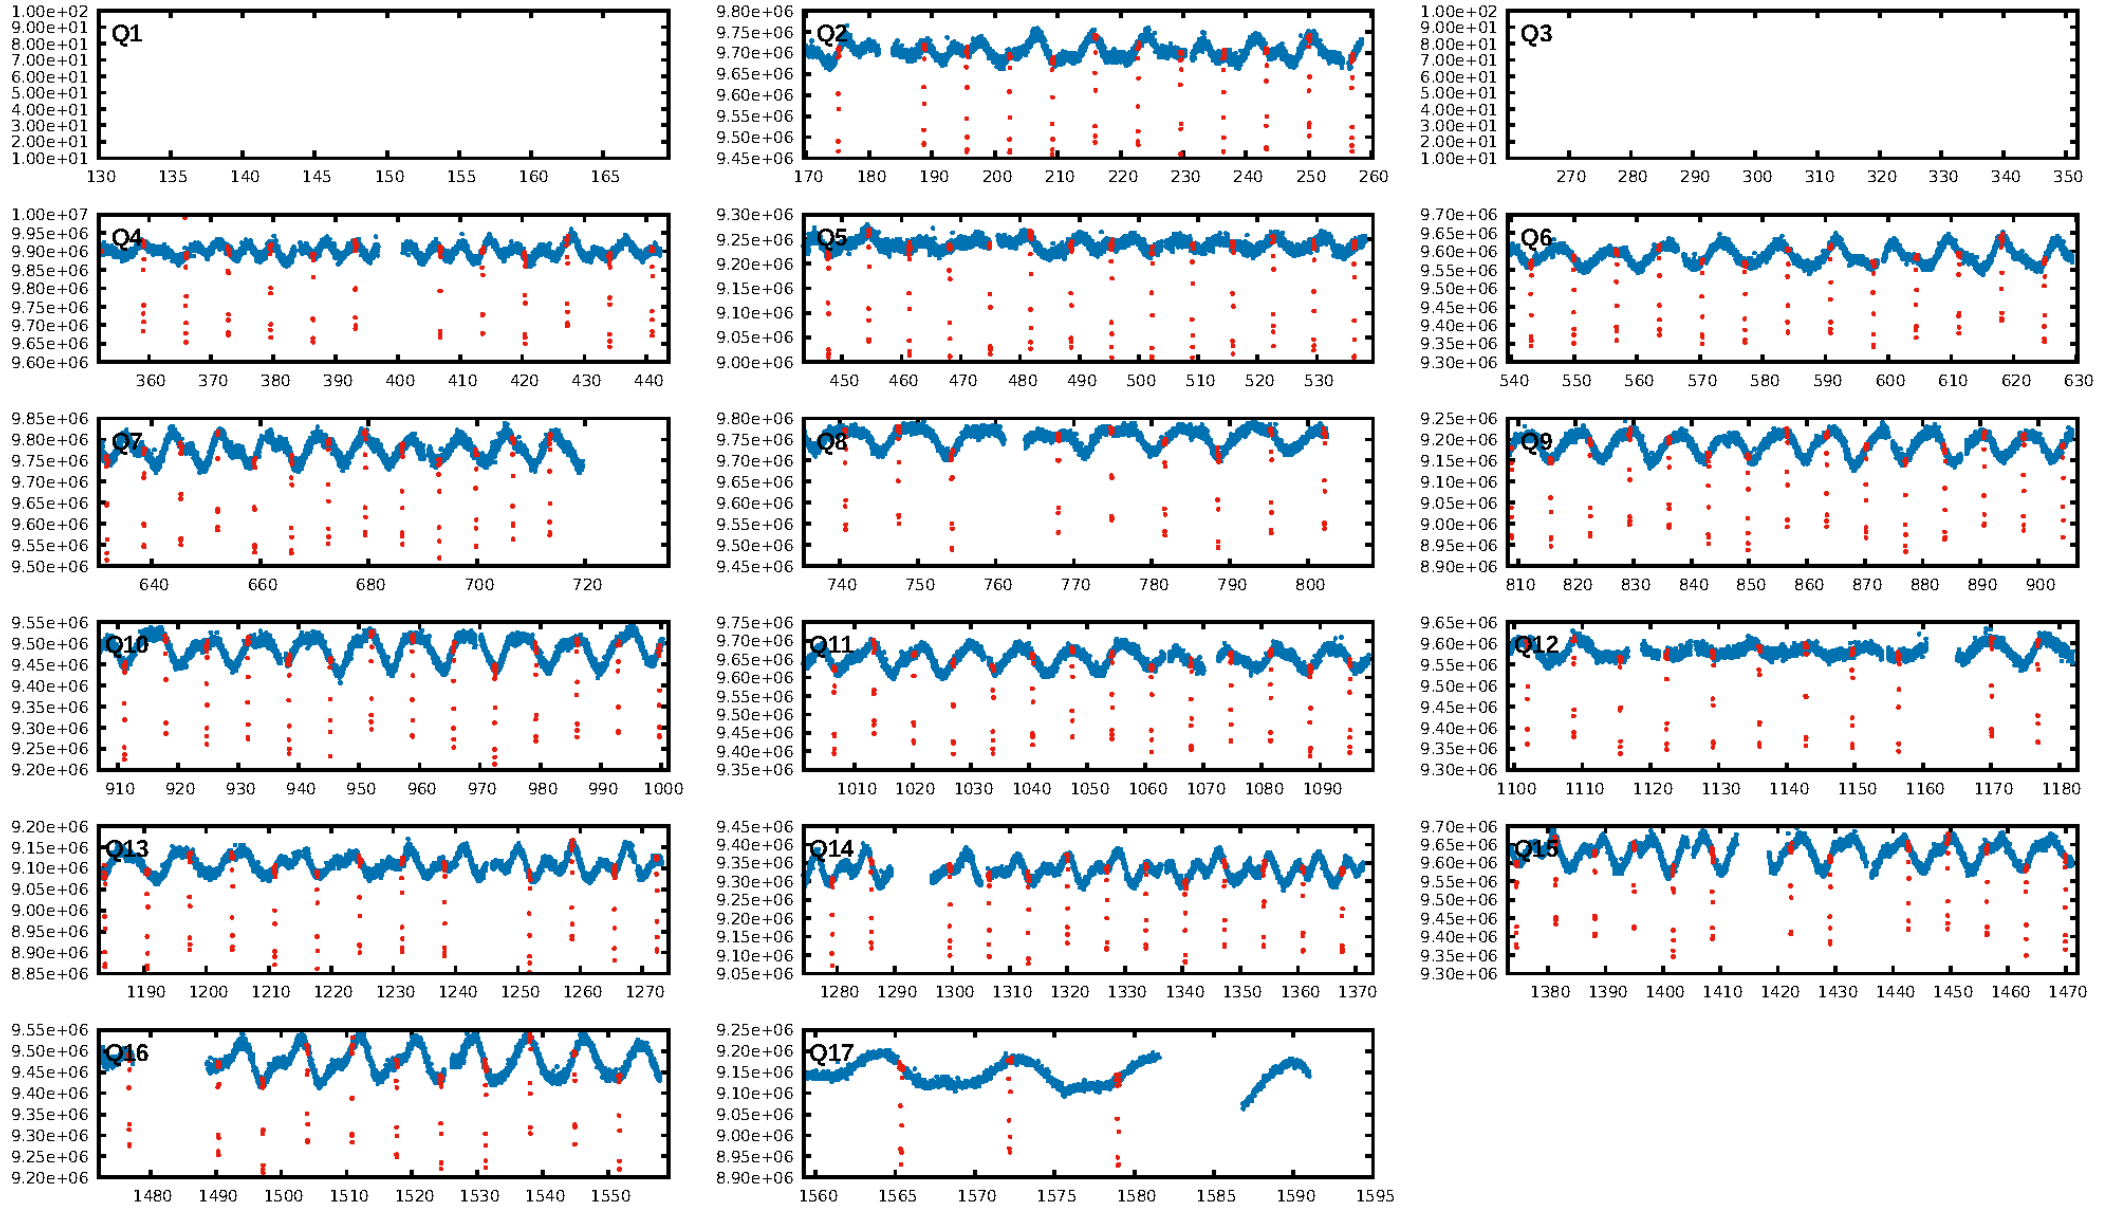 1.00e+02
9.00e+01
Q1
8.00e+01
7.00e+01
6.00e+01
5.00e+01
4.00e+01
3.00e+01
2.00e+01
1.00e+01
130 135 140 145 150 155 160 165
9.80e+06
Q2
9.75e+06
9.70e+06
9.65e+06
9.60e+06
9.55e+06
9.50e+06
9.45e+06
170 180 190 200 210 220 230 240 250 260
1.00e+02
9.00e+01
Q3
8.00e+01
7.00e+01
6.00e+01
5.00e+01
4.00e+01
3.00e+01
2.00e+01
1.00e+01
270 280 290 300 310 320 330 340 350
1.00e+07
9.95e+06
Q4
9.90e+06
9.85e+06
9.80e+06
9.75e+06
9.70e+06
9.65e+06
9.60e+06
360 370 380 390 400 410 420 430 440
9.30e+06
Q5
9.25e+06
9.20e+06
9.15e+06
9.10e+06
9.05e+06
9.00e+06
450 460 470 480 490 500 510 520 530
9.70e+06
9.65e+06
Q6
9.60e+06
9.55e+06
9.50e+06
9.45e+06
9.40e+06
9.35e+06
9.30e+06
540 550 560 570 580 590 600 610 620 630
9.85e+06
Q7
9.80e+06
9.75e+06
9.70e+06
9.65e+06
9.60e+06
9.55e+06
9.50e+06
640 660 680 700 720
9.80e+06
Q8
9.75e+06
9.70e+06
9.65e+06
9.60e+06
9.55e+06
9.50e+06
9.45e+06
740 750 760 770 780 790 800
9.25e+06
Q9
9.20e+06
9.15e+06
9.10e+06
9.05e+06
9.00e+06
8.95e+06
8.90e+06
810 820 830 840 850 860 870 880 890 900
9.55e+06
Q10
9.50e+06
9.45e+06
9.40e+06
9.35e+06
9.30e+06
9.25e+06
9.20e+06
910 920 930 940 950 960 970 980 990 1000
9.75e+06
9.70e+06
Q11
9.65e+06
9.60e+06
9.55e+06
9.50e+06
9.45e+06
9.40e+06
9.35e+06
1010 1020 1030 1040 1050 1060 1070 1080 1090
9.65e+06
Q12
9.60e+06
9.55e+06
9.50e+06
9.45e+06
9.40e+06
9.35e+06
9.30e+06
1100 1110 1120 1130 1140 1150 1160 1170 1180
9.20e+06
Q13
9.15e+06
9.10e+06
9.05e+06
9.00e+06
8.95e+06
8.90e+06
8.85e+06
1190 1200 1210 1220 1230 1240 1250 1260 1270
9.45e+06
9.40e+06
Q14
9.35e+06
9.30e+06
9.25e+06
9.20e+06
9.15e+06
9.10e+06
9.05e+06
1280 1290 1300 1310 1320 1330 1340 1350 1360 1370
9.70e+06
9.65e+06
Q15
9.60e+06
9.55e+06
9.50e+06
9.45e+06
9.40e+06
9.35e+06
9.30e+06
1380 1390 1400 1410 1420 1430 1440 1450 1460 1470
9.55e+06
Q16
9.50e+06
9.45e+06
9.40e+06
9.35e+06
9.30e+06
9.25e+06
9.20e+06
1480 1490 1500 1510 1520 1530 1540 1550
9.25e+06
Q17
9.20e+06
9.15e+06
9.10e+06
9.05e+06
9.00e+06
8.95e+06
8.90e+06
1560 1565 1570 1575 1580 1585 1590 1595